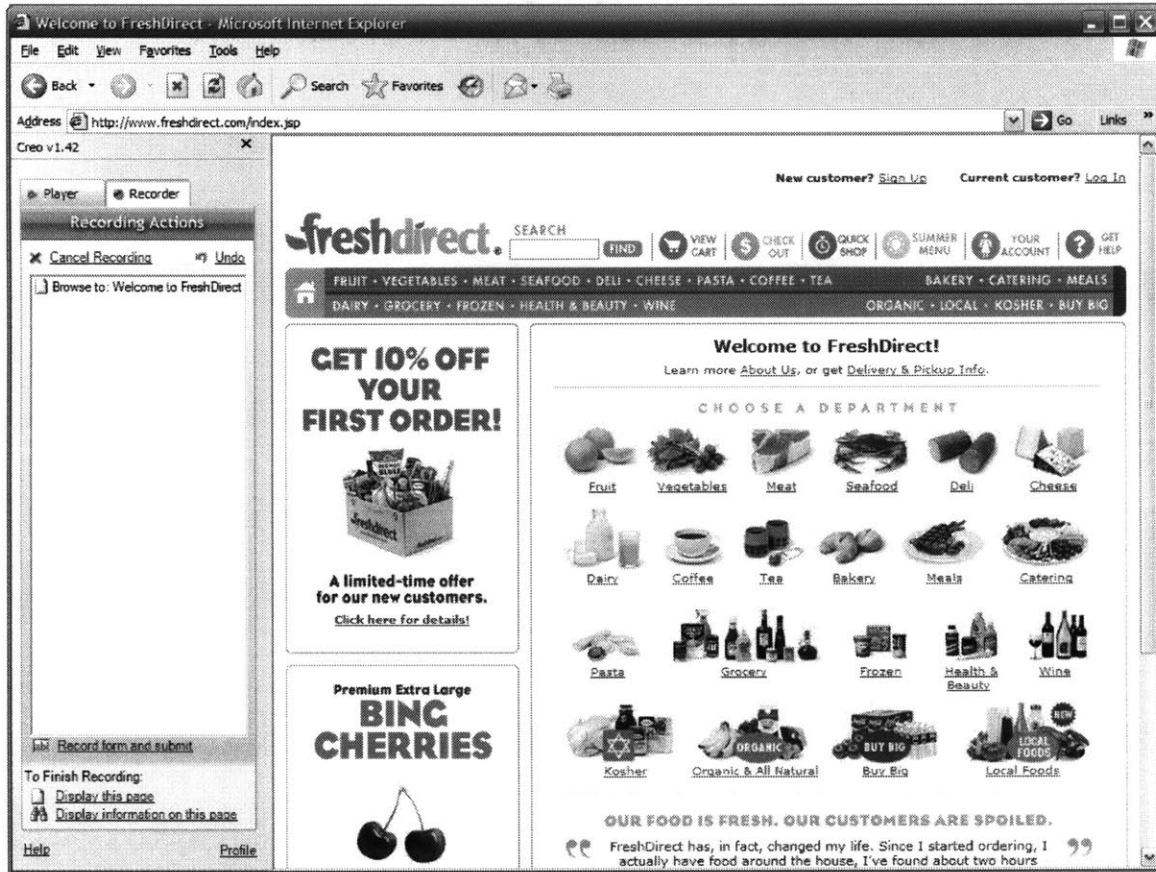 Welcome to FreshDirect - Microsoft Internet Explorer
File Edit View Favorites Tools Help
Back Search Favorites
Address http://www.freshdirect.com/index.jsp Go Links »
Creo v1.42
Player Recorder
Recording Actions
Cancel Recording Undo
Browse to: Welcome to FreshDirect
Record form and submit
To Finish Recording:
Display this page
Display information on this page
Help Profile
New customer? Sign Up Current customer? Log In
freshdirect.
SEARCH
FIND
VIEW CART
CHECK OUT
QUICK SHOP
SUMMER MENU
YOUR ACCOUNT
GET HELP
FRUIT • VEGETABLES • MEAT • SEAFOOD • DELI • CHEESE • PASTA • COFFEE • TEA BAKERY • CATERING • MEALS
DAIRY • GROCERY • FROZEN • HEALTH & BEAUTY • WINE ORGANIC • LOCAL • KOSHER • BUY BIG
GET 10% OFF
YOUR
FIRST ORDER!
freshdirect
A limited-time offer
for our new customers.
Click here for details!
Premium Extra Large
BING
CHERRIES
Welcome to FreshDirect!
Learn more About Us, or get Delivery & Pickup Info.
CHOOSE A DEPARTMENT
Fruit Vegetables Meat Seafood Deli Cheese
Dairy Coffee Tea Bakery Meals Catering
Pasta Grocery Frozen Health & Beauty Wine
ORGANIC BUY BIG LOCAL FOODS NEW
Kosher Organic & All Natural Buy Big Local Foods
OUR FOOD IS FRESH. OUR CUSTOMERS ARE SPOILED.
“ FreshDirect has, in fact, changed my life. Since I started ordering, I ”
actually have food around the house, I've found about two hours